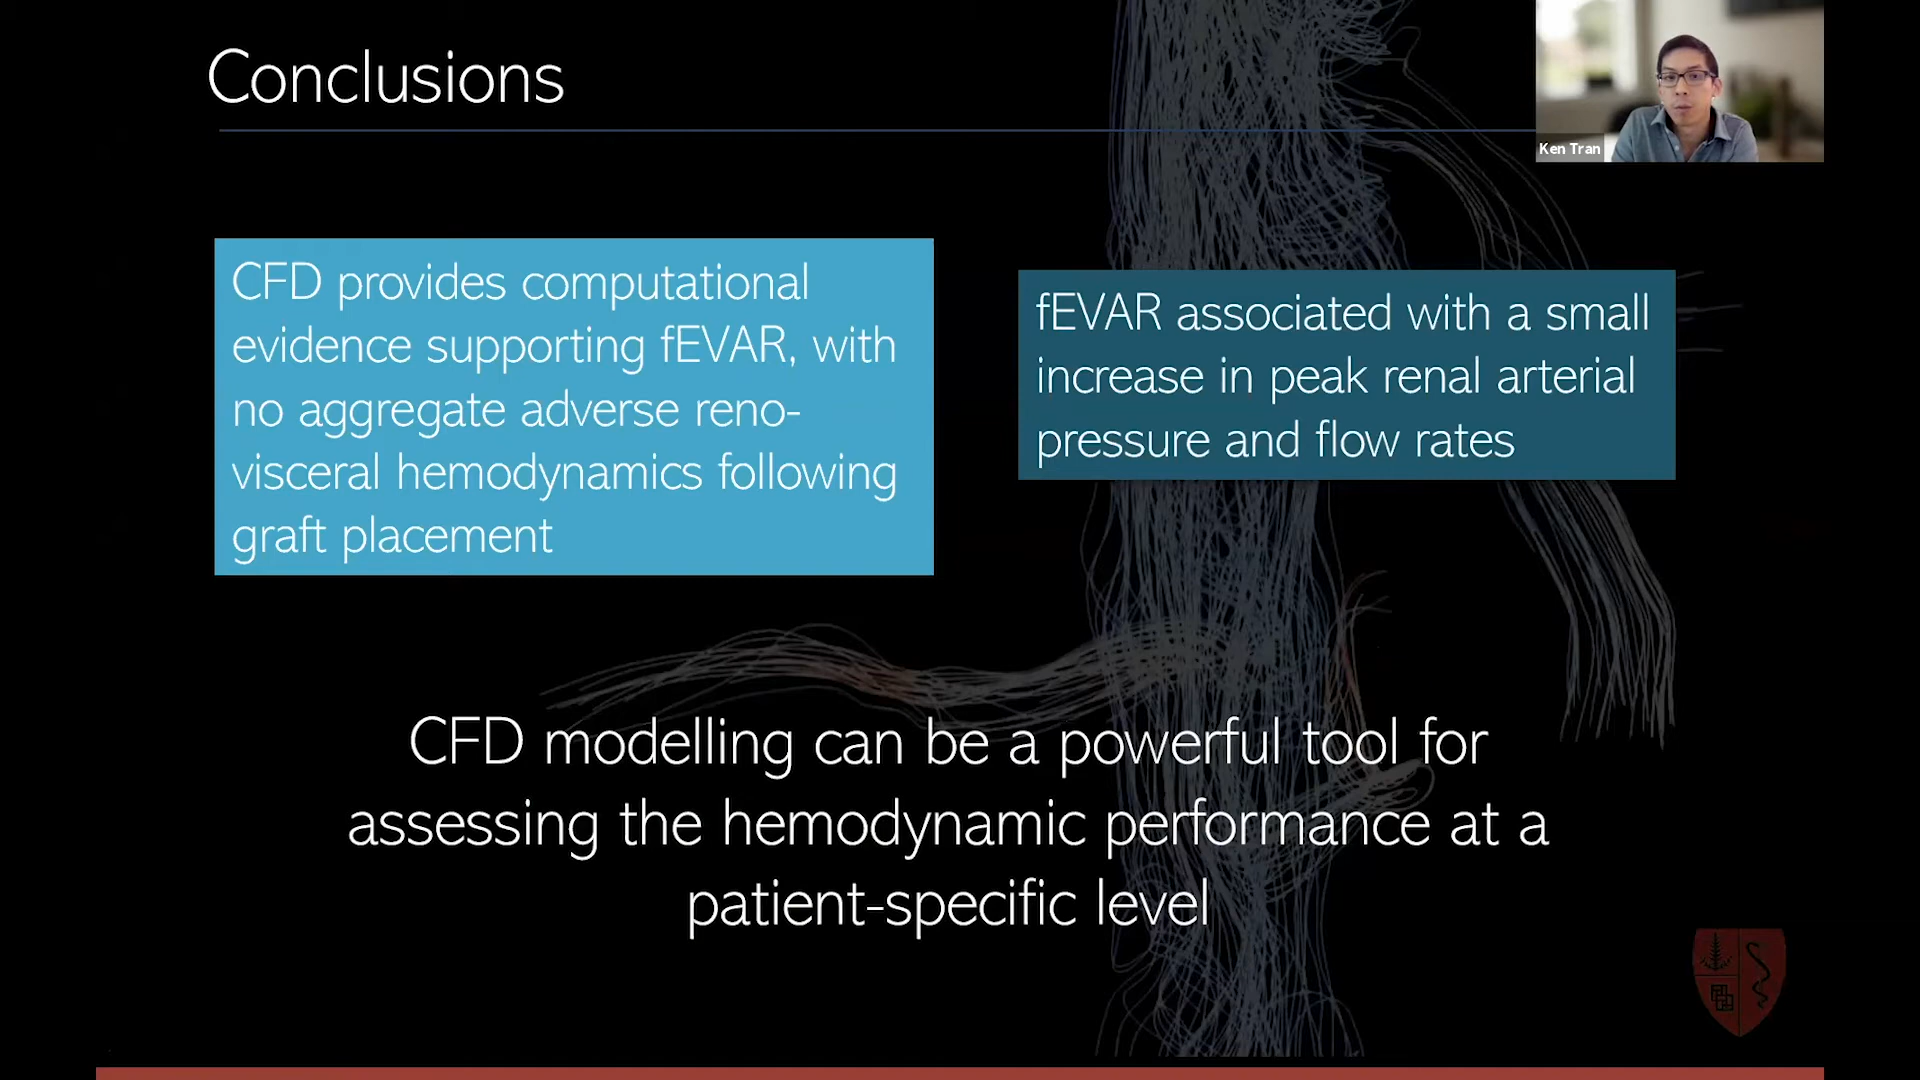 Conclusions
Ken Tran
CFD provides computational
evidence supporting fEVAR, with
no aggregate adverse reno-
visceral hemodynamics following
graft placement
fEVAR associated with a small
increase in peak renal arterial
pressure and flow rates
CFD modelling can be a powerful tool for
assessing the hemodynamic performance at a
patient-specific level